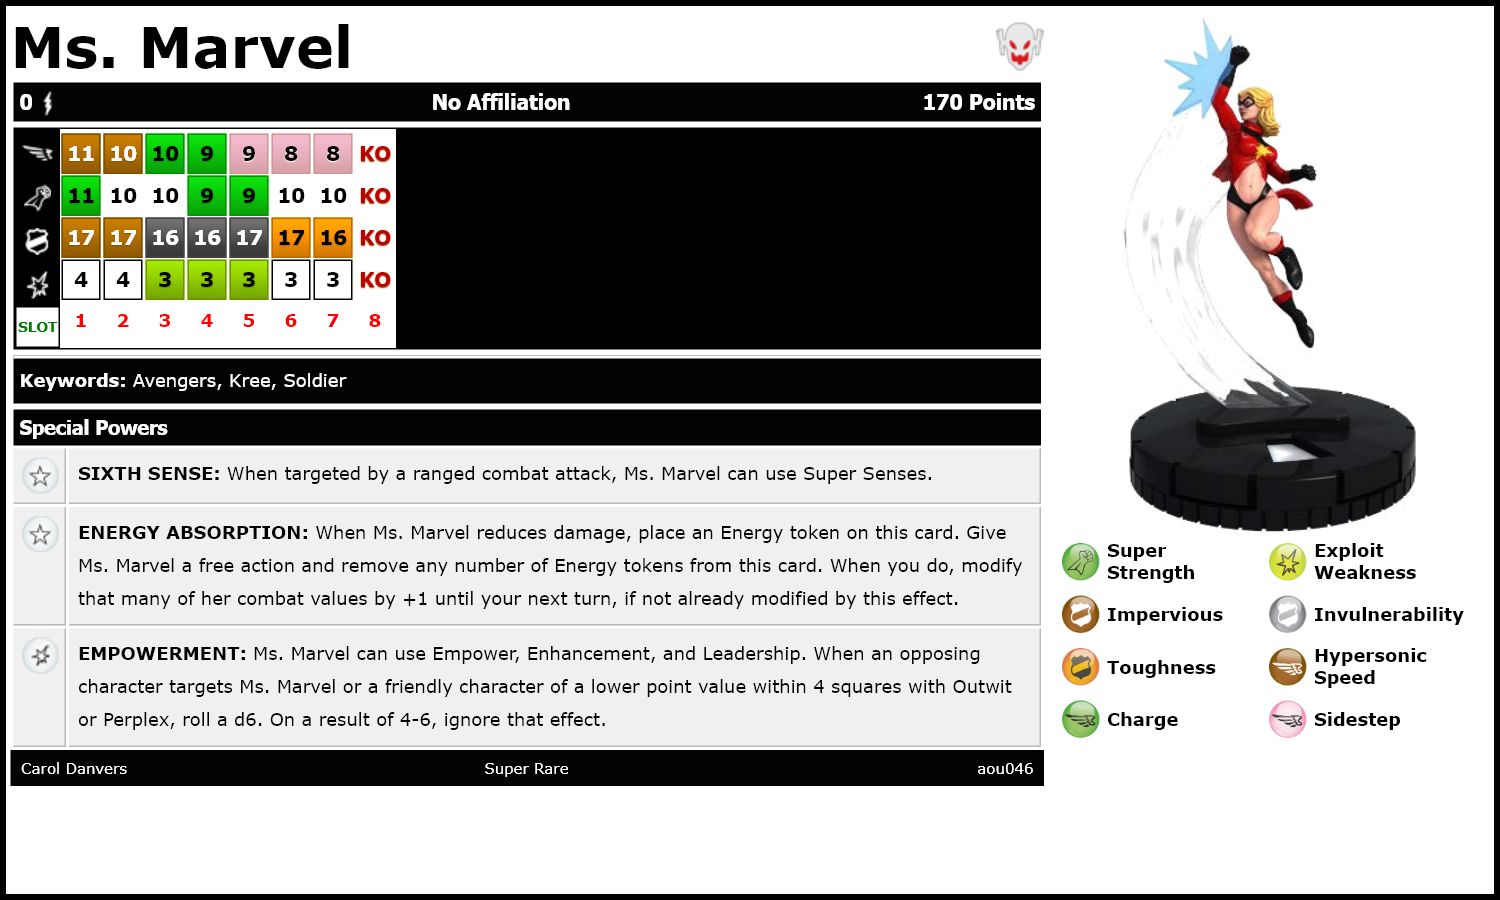 Ms. Marvel
0 No Affiliation 170 Points
11 10 10 9 9 8 8 KO
11 10 10 9 9 10 10 KO
17 17 16 16 17 17 16 KO
4 4 3 3 3 3 3 KO
SLOT 1 2 3 4 5 6 7 8
Keywords: Avengers, Kree, Soldier
Special Powers
SIXTH SENSE: When targeted by a ranged combat attack, Ms. Marvel can use Super Senses.
ENERGY ABSORPTION: When Ms. Marvel reduces damage, place an Energy token on this card. Give
Ms. Marvel a free action and remove any number of Energy tokens from this card. When you do, modify
that many of her combat values by +1 until your next turn, if not already modified by this effect.
EMPOWERMENT: Ms. Marvel can use Empower, Enhancement, and Leadership. When an opposing
character targets Ms. Marvel or a friendly character of a lower point value within 4 squares with Outwit
or Perplex, roll a d6. On a result of 4-6, ignore that effect.
Carol Danvers Super Rare aou046
Super
Strength
Exploit
Weakness
Impervious
Invulnerability
Toughness
Hypersonic
Speed
Charge
Sidestep